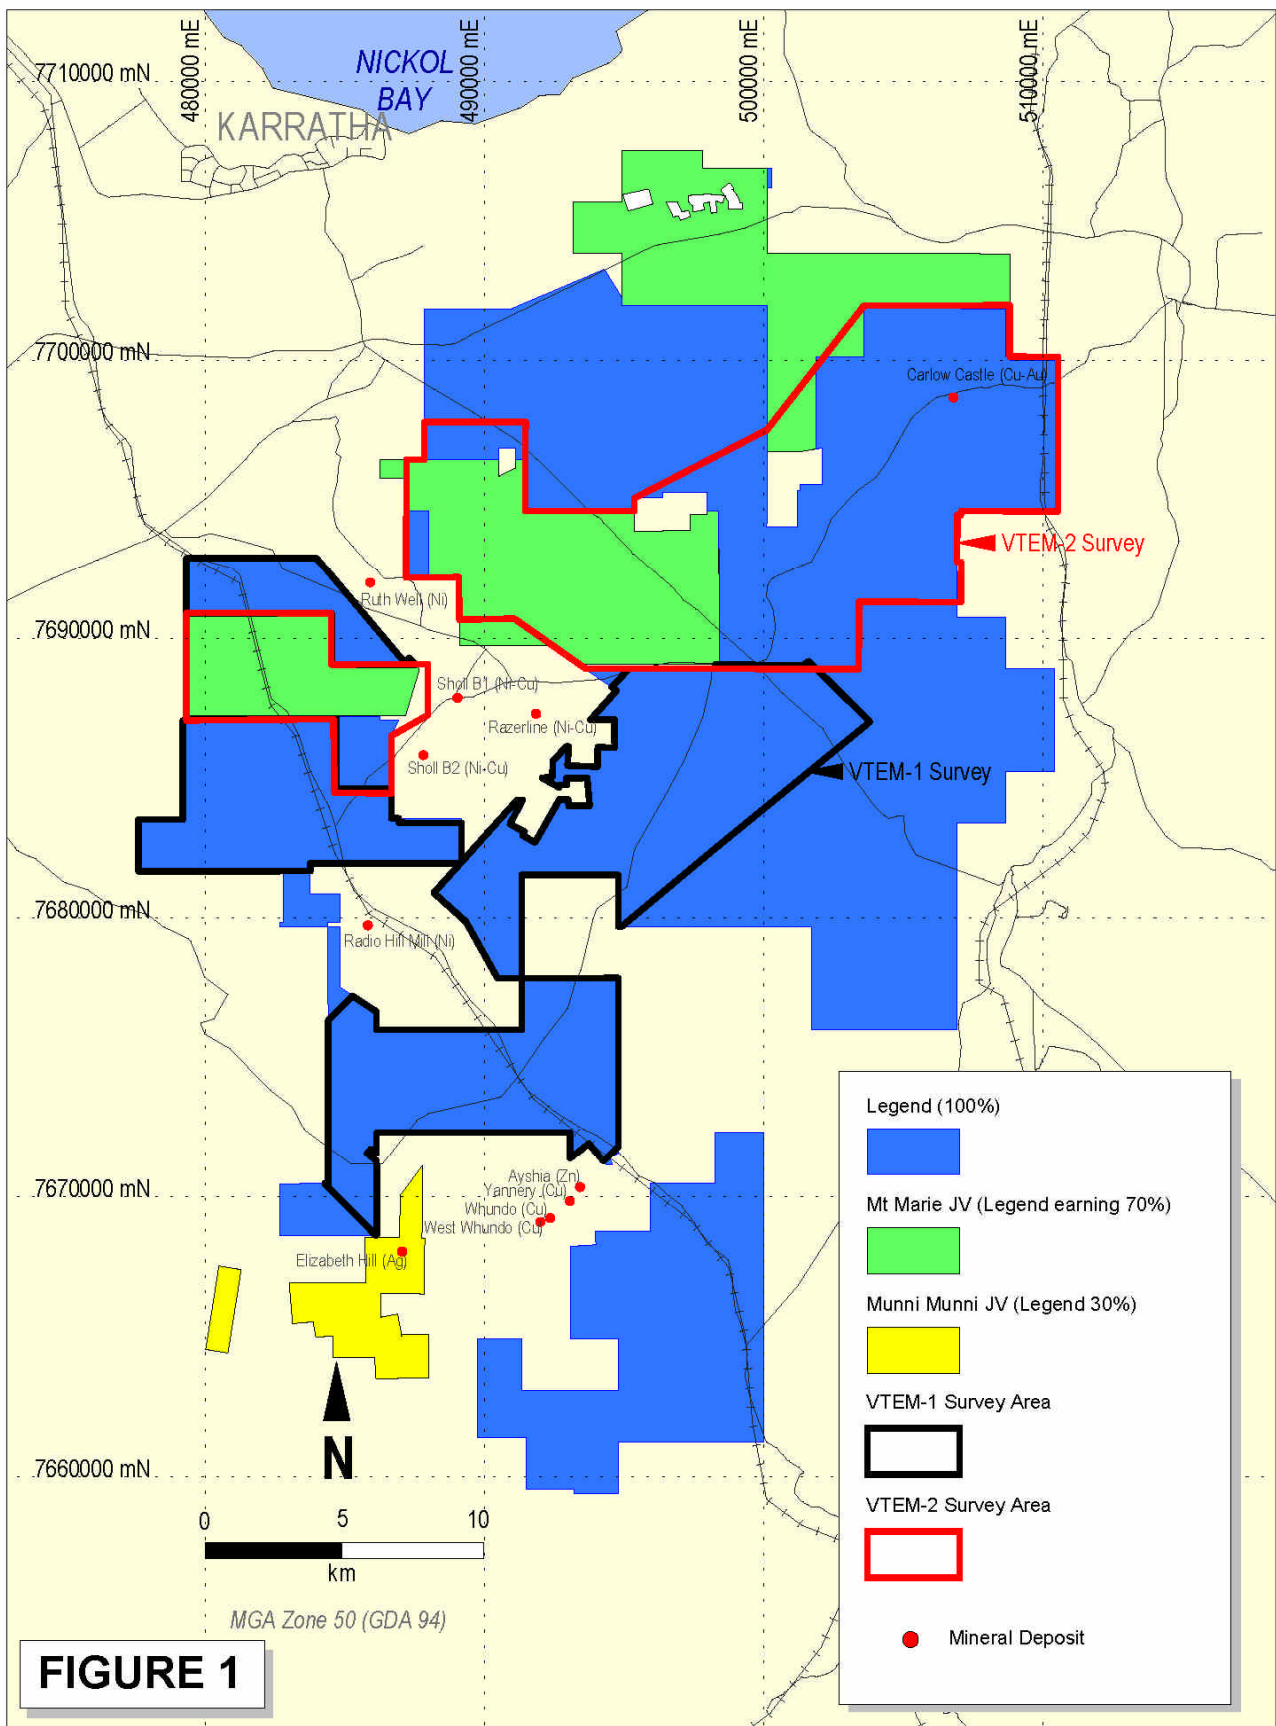 480000 mE
490000 mE
500000 mE
510000 mE
NICKOL
BAY
7710000 mN
KARRATHA
7700000 mN
Carlow Castle (Cu-Au)
VTEM-2 Survey
Ruth Well (Ni)
7690000 mN
Sholl B1 (Ni-Cu)
Razerline (Ni-Cu)
Sholl B2 (Ni-Cu)
VTEM-1 Survey
7680000 mN
Radio Hill Mill (Ni)
Ayshia (Zn)
Yannery (Cu)
7670000 mN
Whundo (Cu)
West Whundo (Cu)
Elizabeth Hill (Ag)
N
7660000 mN
0 5 10
km
MGA Zone 50 (GDA 94)
FIGURE 1
Legend (100%)
Mt Marie JV (Legend earning 70%)
Munni Munni JV (Legend 30%)
VTEM-1 Survey Area
VTEM-2 Survey Area
Mineral Deposit